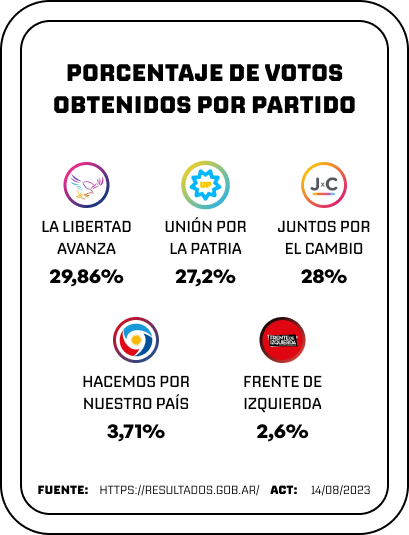 PORCENTAJE DE VOTOS
OBTENIDOS POR PARTIDO
UP
JxC
LA LIBERTAD
AVANZA
29,86%
UNIÓN POR
LA PATRIA
27,2%
JUNTOS POR
EL CAMBIO
28%
FRENTE DE
IZQUIERDA
HACEMOS POR
NUESTRO PAÍS
3,71%
FRENTE DE
IZQUIERDA
2,6%
FUENTE: HTTPS://RESULTADOS.GOB.AR/ ACT: 14/08/2023